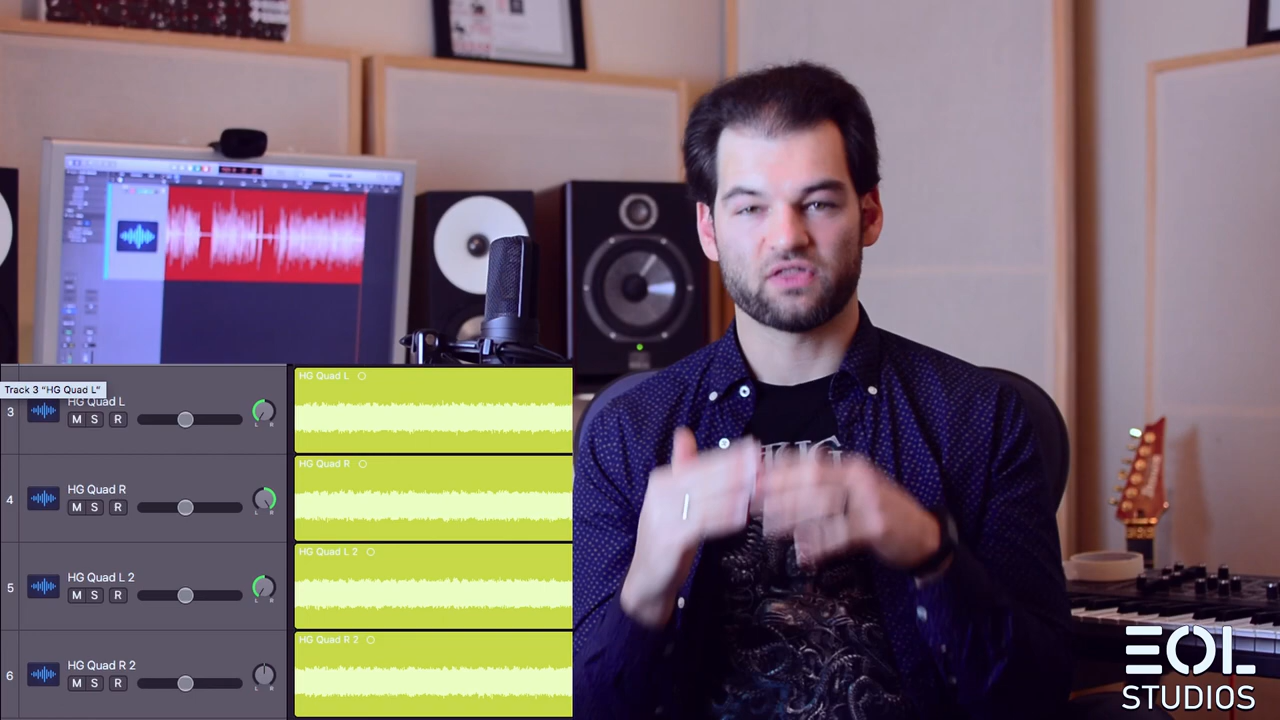 Track 3 “HG Quad L”
HG Quad L
3
M S R
L R
HG Quad L
4
HG Quad R
M S R
L R
HG Quad R
5
HG Quad L 2
M S R
L R
HG Quad L 2
6
HG Quad R 2
M S R
L R
HG Quad R 2
EOL
STUDIOS